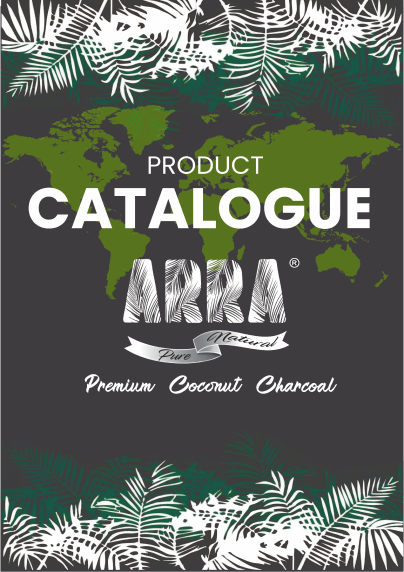 PRODUCT
CATALOGUE
ARRA®
Pure Natural
Premium Coconut Charcoal